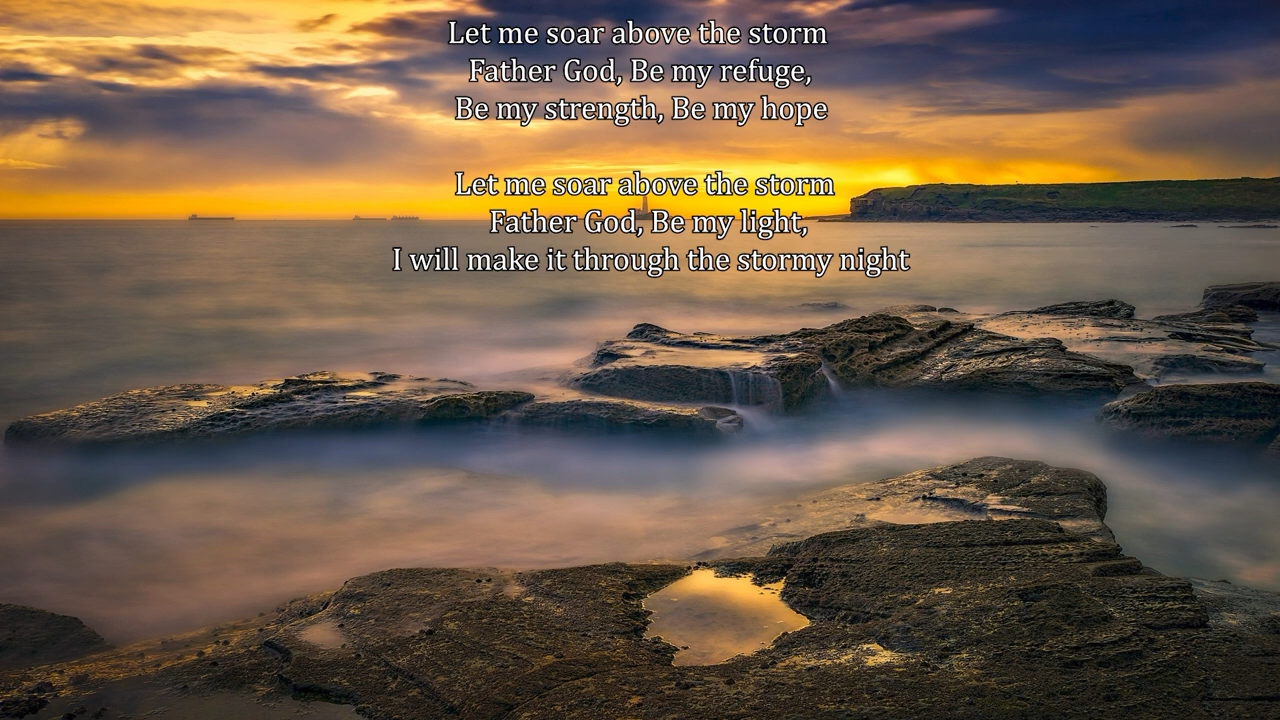 Let me soar above the storm
Father God, Be my refuge,
Be my strength, Be my hope
Let me soar above the storm
Father God, Be my light,
I will make it through the stormy night